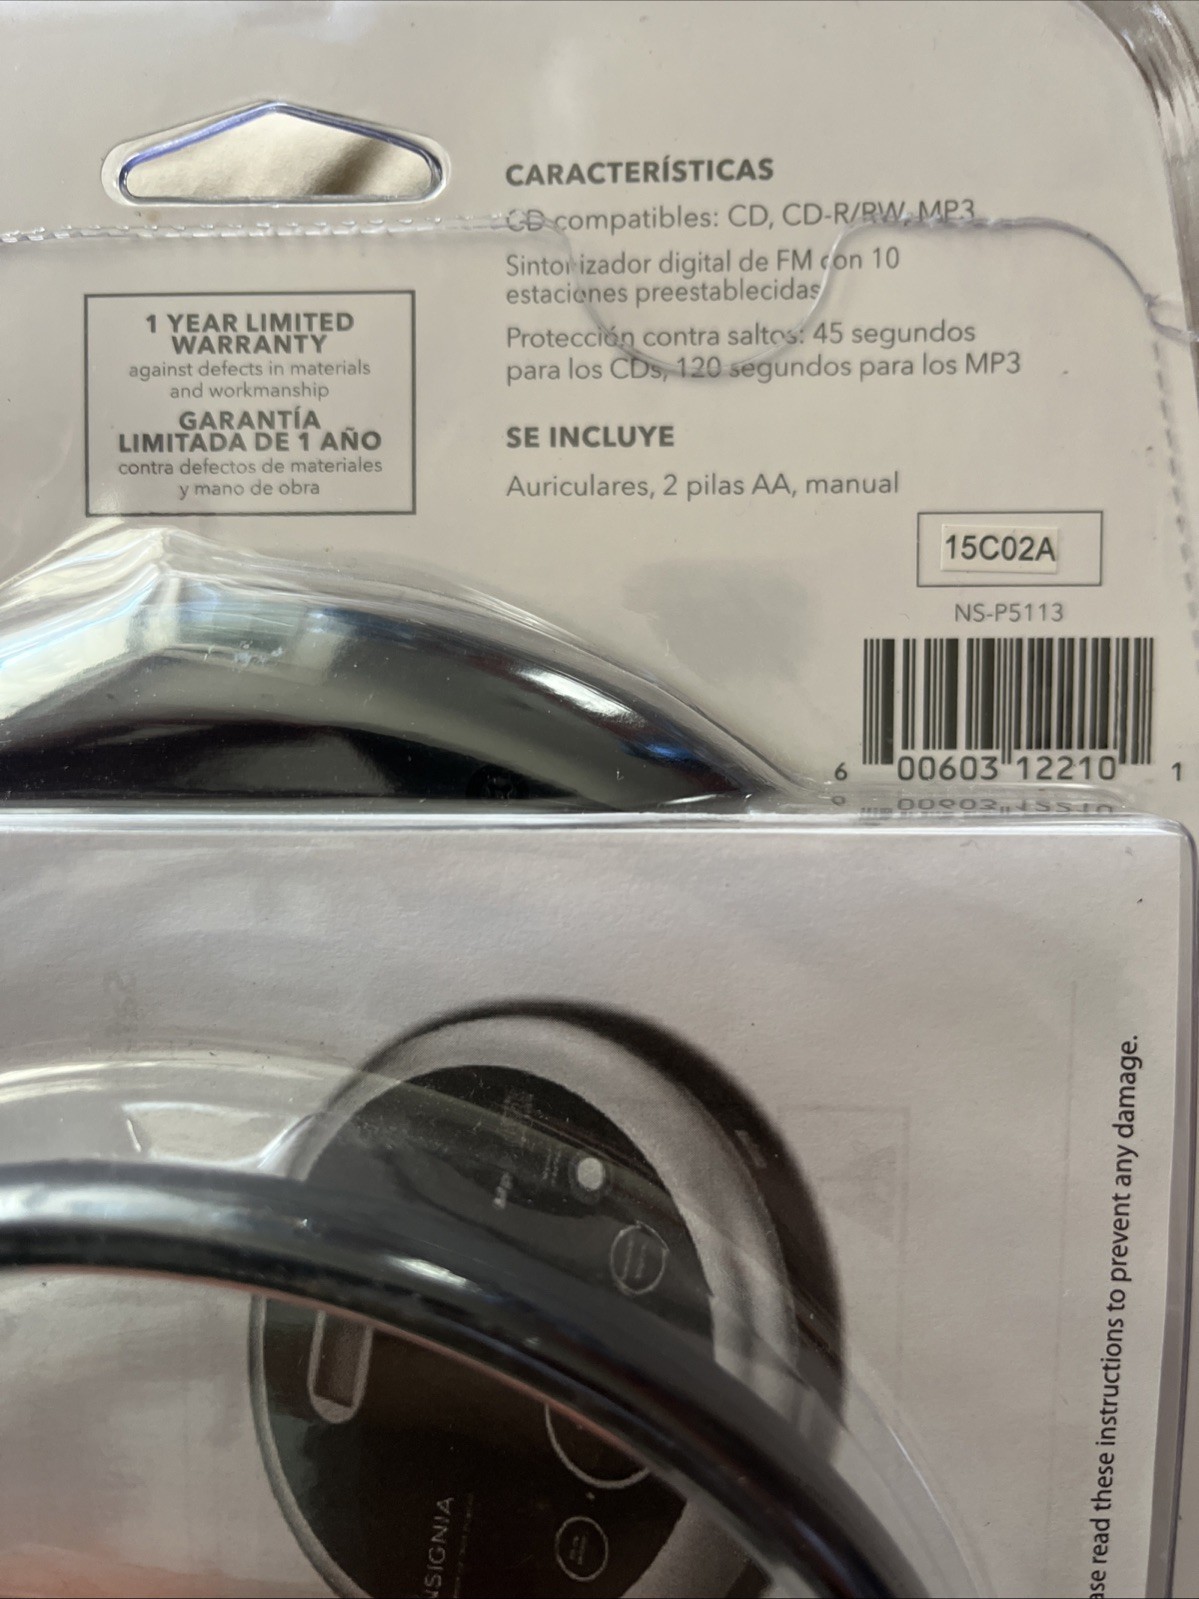 CARACTERÍSTICAS
CD compatibles: CD, CD-R/RW, MP3
Sintonizador digital de FM con 10
estaciones preestablecidas
Protección contra saltos: 45 segundos
para los CDs, 120 segundos para los MP3
SE INCLUYE
Auriculares, 2 pilas AA, manual
1 YEAR LIMITED
WARRANTY
against defects in materials
and workmanship
GARANTÍA
LIMITADA DE 1 AÑO
contra defectos de materiales
y mano de obra
15C02A
NS-P5113
6 00603 12210 1
ase read these instructions to prevent any damage.
NSIGNIA